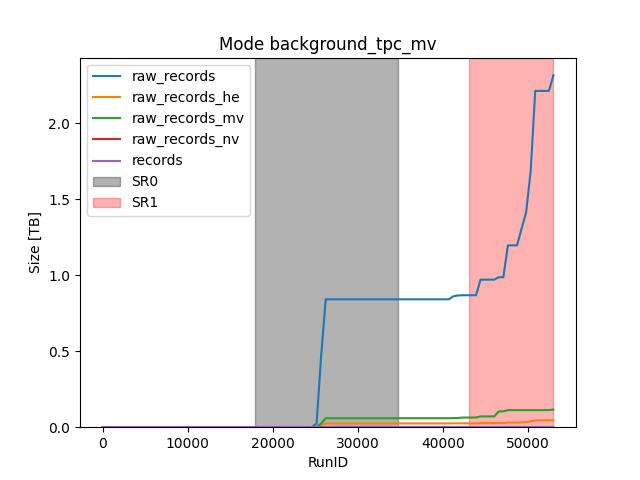 Mode background_tpc_mv
raw_records
raw_records_he
raw_records_mv
raw_records_nv
records
SR0
SR1
Size [TB]
2.0
1.5
1.0
0.5
0.0
0 10000 20000 30000 40000 50000
RunID